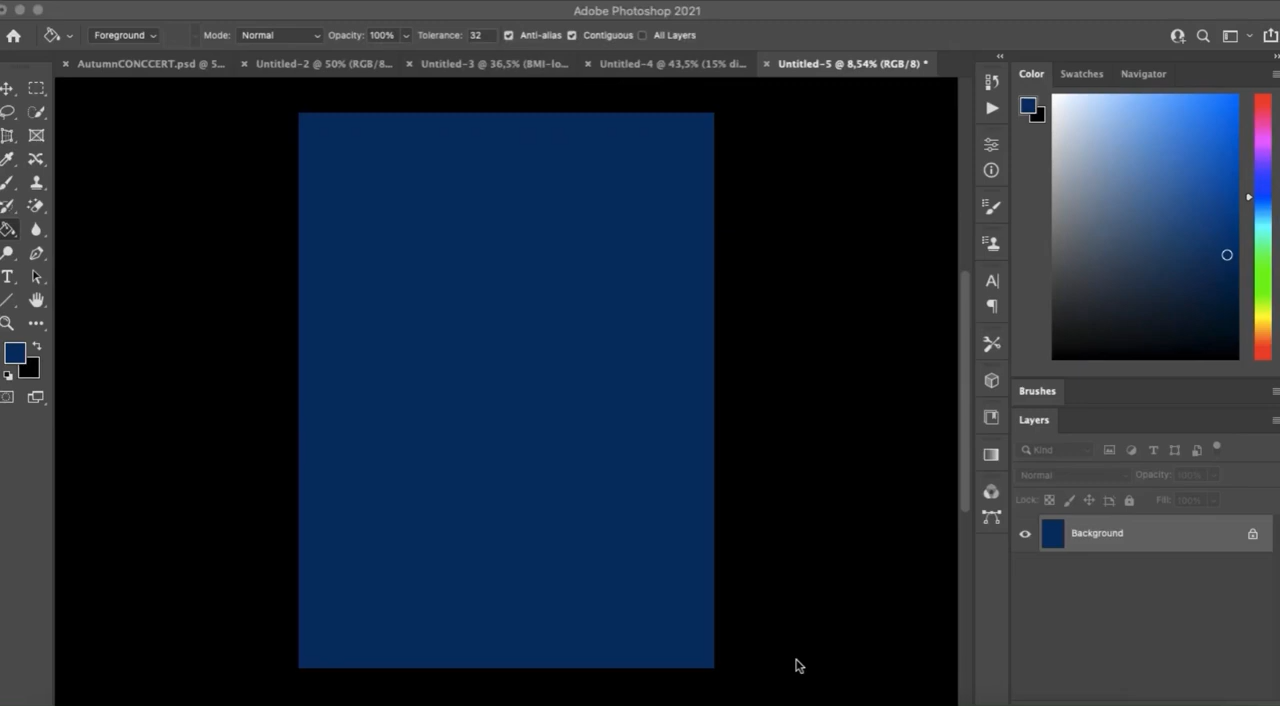 Adobe Photoshop 2021
Foreground Mode: Normal Opacity: 100% Tolerance: 32 Anti-alias Contiguous All Layers
AutumnCONCCERT.psd @ 5... Untitled-2 @ 50% (RGB/8... Untitled-3 @ 36,5% (BMI-lo... Untitled-4 @ 43,5% (15% di... Untitled-5 @ 8,54% (RGB/8) *
Color Swatches Navigator
Brushes
Layers
Kind
Normal Opacity: 100%
Lock: Fill: 100%
Background